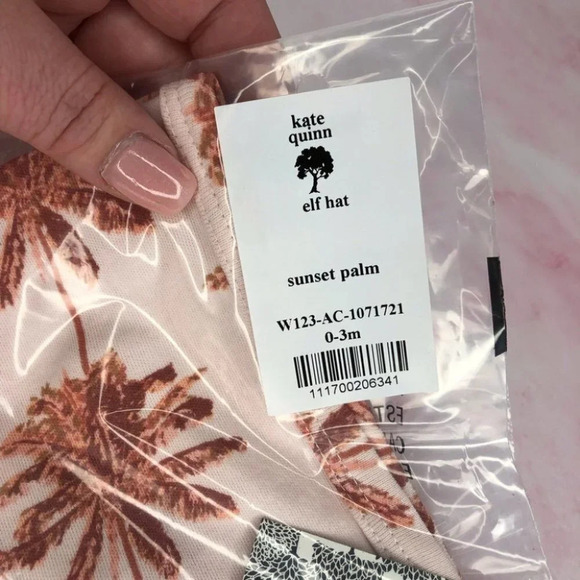 kate
quinn
elf hat
sunset palm
W123-AC-1071721
0-3m
111700206341